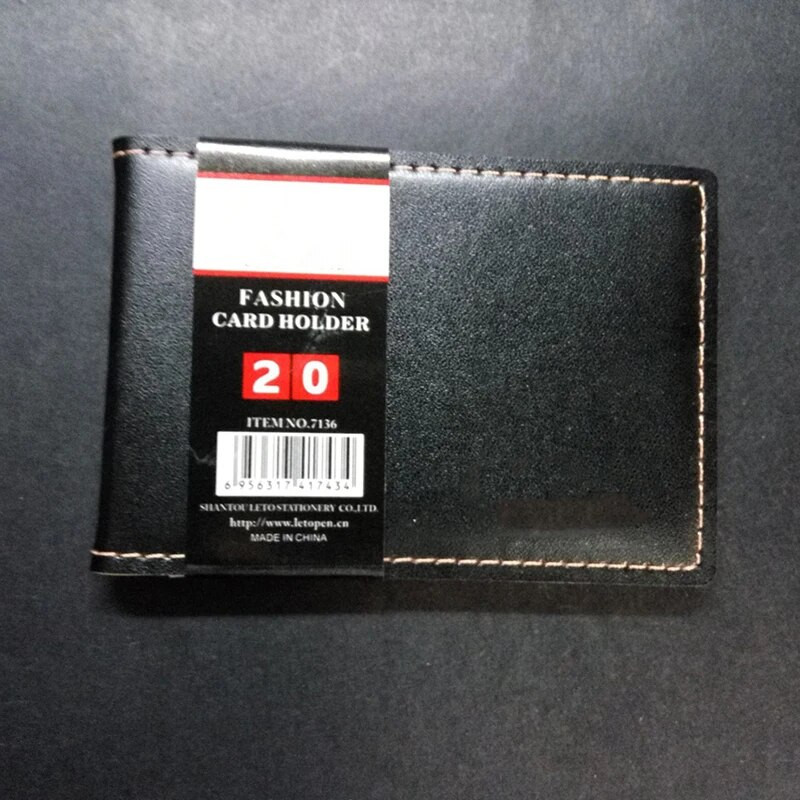 FASHION
CARD HOLDER
20
ITEM NO.7136
6 956317 417434
SHANTOU LETO STATIONERY CO.,LTD.
http://www.letopen.cn
MADE IN CHINA